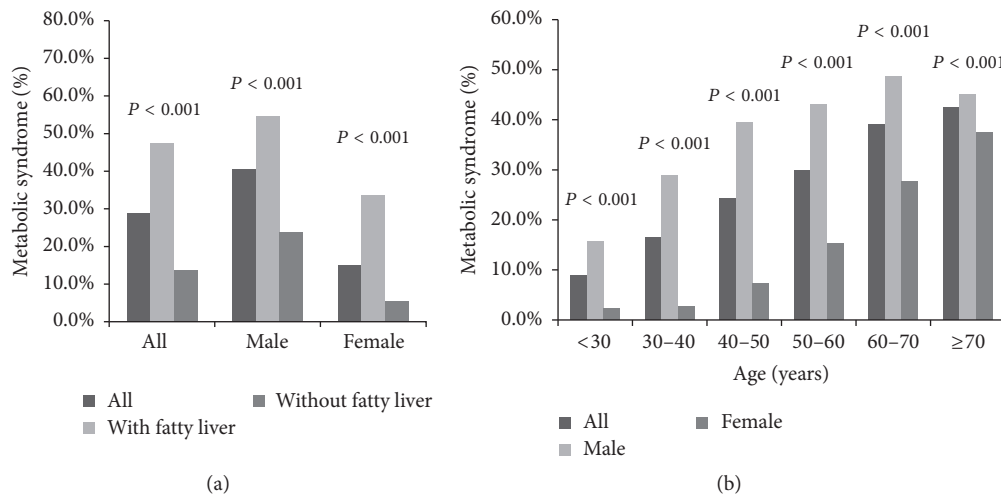 80.0%
70.0%
60.0%
50.0%
40.0%
30.0%
20.0%
10.0%
0.0%
Metabolic syndrome (%)
P < 0.001
P < 0.001
P < 0.001
All Male Female
All Without fatty liver
With fatty liver
(a)
60.0%
50.0%
40.0%
30.0%
20.0%
10.0%
0.0%
Metabolic syndrome (%)
P < 0.001
P < 0.001
P < 0.001
P < 0.001
P < 0.001
P < 0.001
<30 30–40 40–50 50–60 60–70 ≥70
Age (years)
All Female
Male
(b)